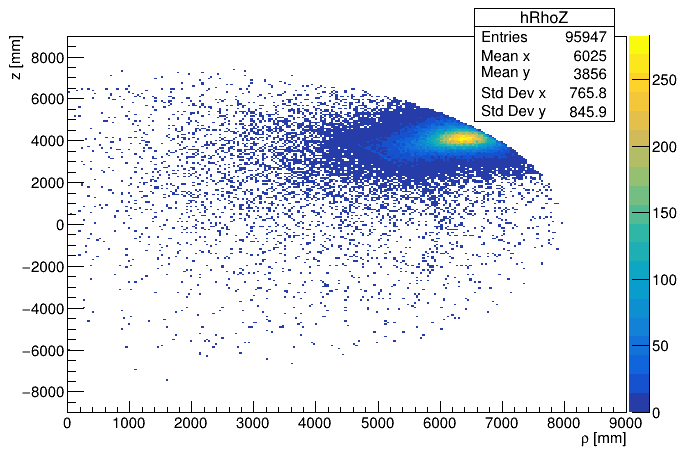 hRhoZ
Entries 95947
Mean x 6025
Mean y 3856
Std Dev x 765.8
Std Dev y 845.9
z [mm]
8000
6000
4000
2000
0
−2000
−4000
−6000
−8000
0 1000 2000 3000 4000 5000 6000 7000 8000 9000
ρ [mm]
250
200
150
100
50
0